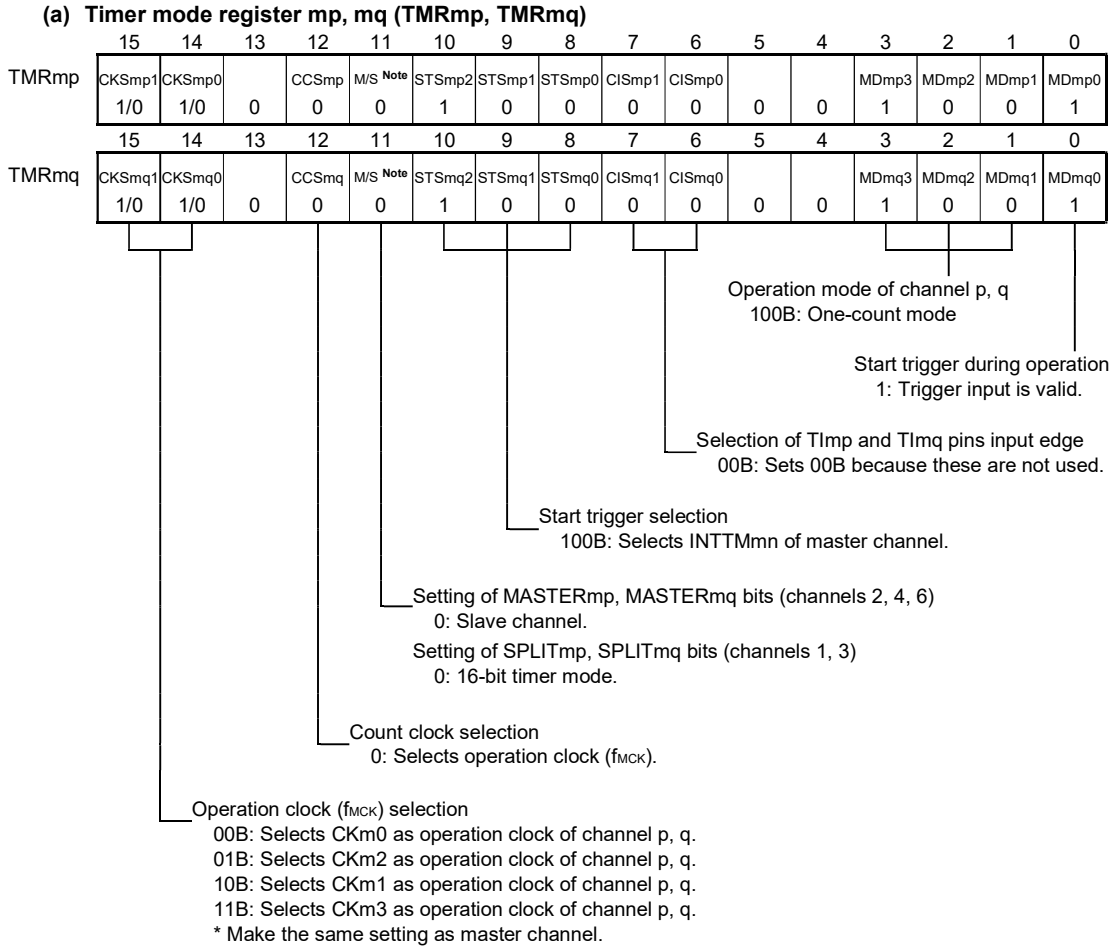 (a) Timer mode register mp, mq (TMRmp, TMRmq)
15 14 13 12 11 10 9 8 7 6 5 4 3 2 1 0
TMRmp CKSmp1 CKSmp0 CCSmp M/S Note STSmp2 STSmp1 STSmp0 CISmp1 CISmp0 MDmp3 MDmp2 MDmp1 MDmp0
1/0 1/0 0 0 0 1 0 0 0 0 0 0 1 0 0 1
15 14 13 12 11 10 9 8 7 6 5 4 3 2 1 0
TMRmq CKSmq1 CKSmq0 CCSmq M/S Note STSmq2 STSmq1 STSmq0 CISmq1 CISmq0 MDmq3 MDmq2 MDmq1 MDmq0
1/0 1/0 0 0 0 1 0 0 0 0 0 0 1 0 0 1
Operation mode of channel p, q
100B: One-count mode
Start trigger during operation
1: Trigger input is valid.
Selection of TImp and TImq pins input edge
00B: Sets 00B because these are not used.
Start trigger selection
100B: Selects INTTMmn of master channel.
Setting of MASTERmp, MASTERmq bits (channels 2, 4, 6)
0: Slave channel.
Setting of SPLITmp, SPLITmq bits (channels 1, 3)
0: 16-bit timer mode.
Count clock selection
0: Selects operation clock (fMCK).
Operation clock (fMCK) selection
00B: Selects CKm0 as operation clock of channel p, q.
01B: Selects CKm2 as operation clock of channel p, q.
10B: Selects CKm1 as operation clock of channel p, q.
11B: Selects CKm3 as operation clock of channel p, q.
* Make the same setting as master channel.